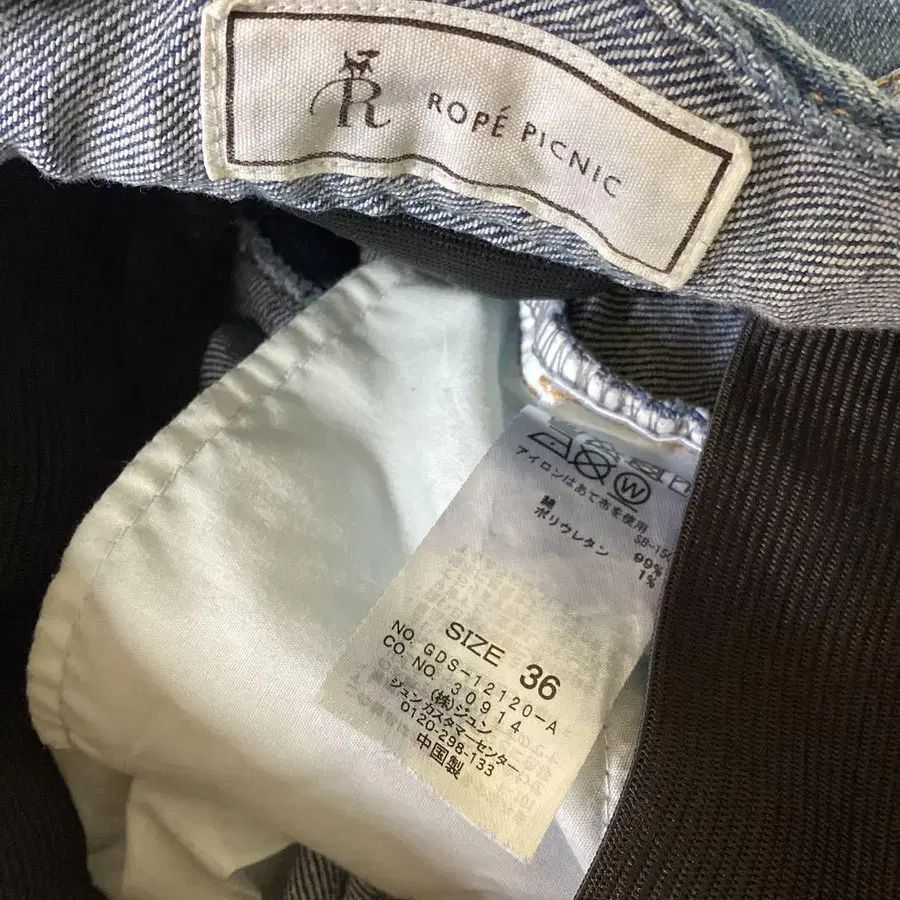 R ROPÉ PICNIC
W
アイロンはあて布を使用
SB-15
綿 99%
ポリウレタン 1%
SIZE 36
NO. GDS-12120-A
CO. NO. 30914
(株)ジュン
ジュンカスタマーセンター
0120-298-133
中国製